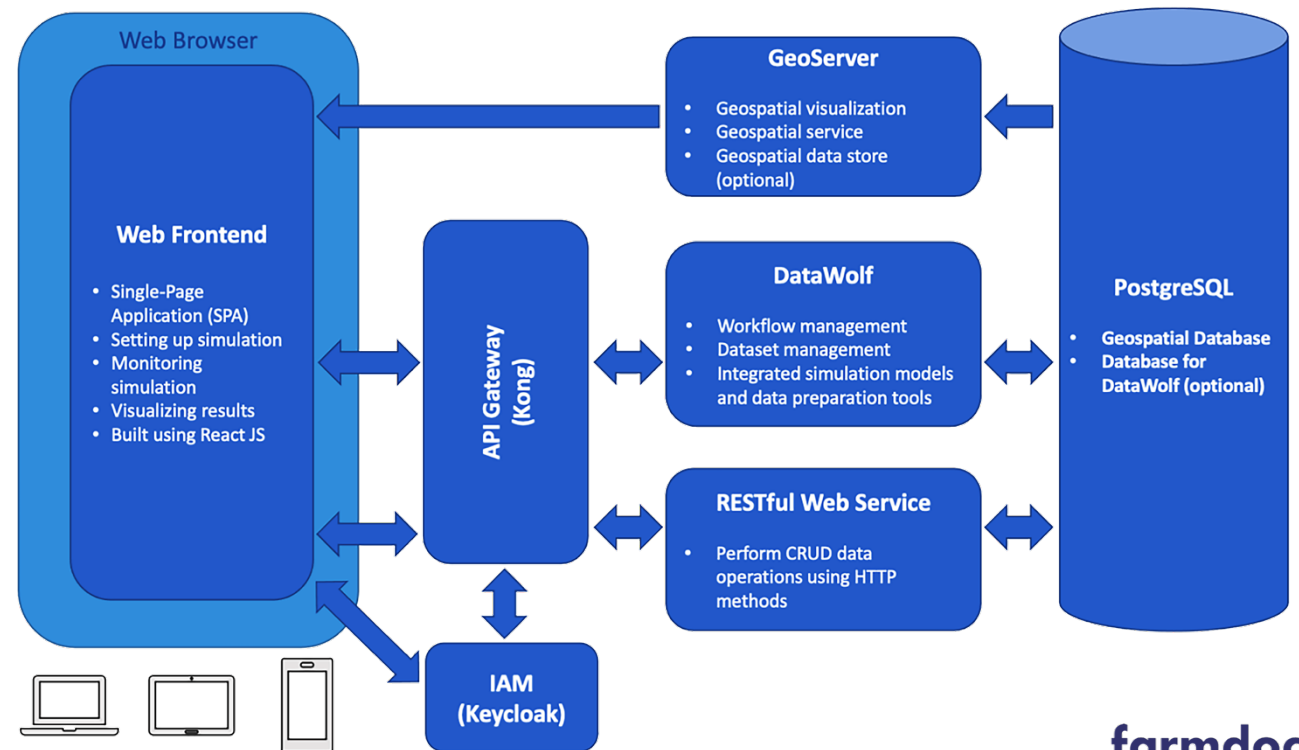 Web Browser
Web Frontend
• Single-Page
Application (SPA)
• Setting up simulation
• Monitoring
simulation
• Visualizing results
• Built using React JS
API Gateway
(Kong)
IAM
(Keycloak)
GeoServer
• Geospatial visualization
• Geospatial service
• Geospatial data store
(optional)
DataWolf
• Workflow management
• Dataset management
• Integrated simulation models
and data preparation tools
RESTful Web Service
• Perform CRUD data
operations using HTTP
methods
PostgreSQL
• Geospatial Database
• Database for
DataWolf (optional)